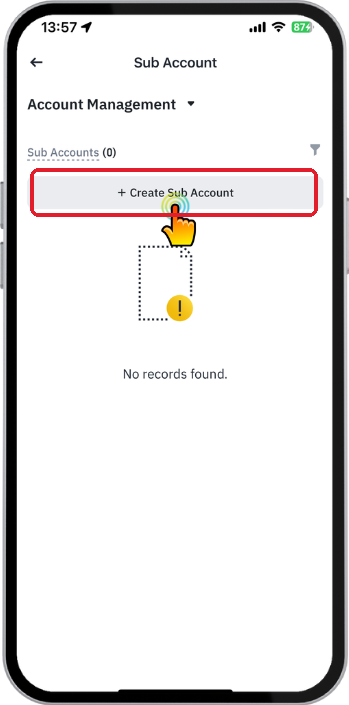 13:57
87
Sub Account
Account Management
Sub Accounts (0)
+ Create Sub Account
No records found.